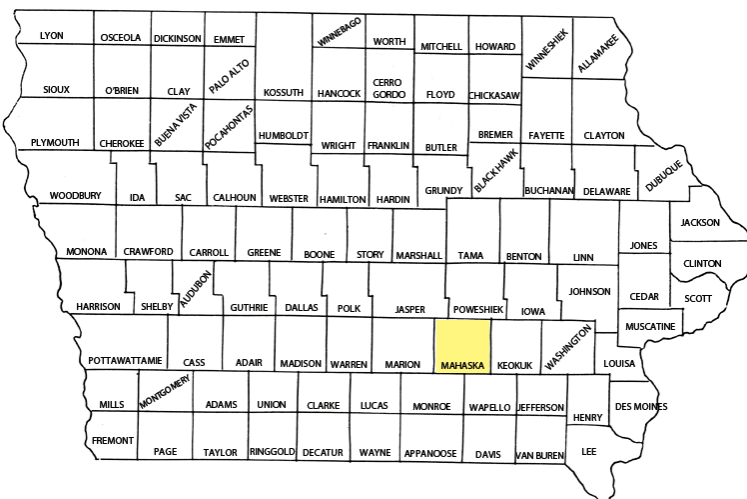 LYON OSCEOLA DICKINSON EMMET WINNEBAGO WORTH MITCHELL HOWARD WINNESHIEK ALLAMAKEE
SIOUX O'BRIEN CLAY PALO ALTO KOSSUTH HANCOCK CERRO GORDO FLOYD CHICKASAW
PLYMOUTH CHEROKEE BUENA VISTA POCAHONTAS HUMBOLDT WRIGHT FRANKLIN BUTLER BREMER FAYETTE CLAYTON
WOODBURY IDA SAC CALHOUN WEBSTER HAMILTON HARDIN GRUNDY BLACK HAWK BUCHANAN DELAWARE DUBUQUE
MONONA CRAWFORD CARROLL GREENE BOONE STORY MARSHALL TAMA BENTON LINN JONES JACKSON
HARRISON SHELBY AUDUBON GUTHRIE DALLAS POLK JASPER POWESHIEK IOWA JOHNSON CEDAR CLINTON
SCOTT
MUSCATINE
POTTAWATTAMIE CASS ADAIR MADISON WARREN MARION MAHASKA KEOKUK WASHINGTON LOUISA
MILLS MONTGOMERY ADAMS UNION CLARKE LUCAS MONROE WAPELLO JEFFERSON HENRY DES MOINES
FREMONT PAGE TAYLOR RINGGOLD DECATUR WAYNE APPANOOSE DAVIS VAN BUREN LEE